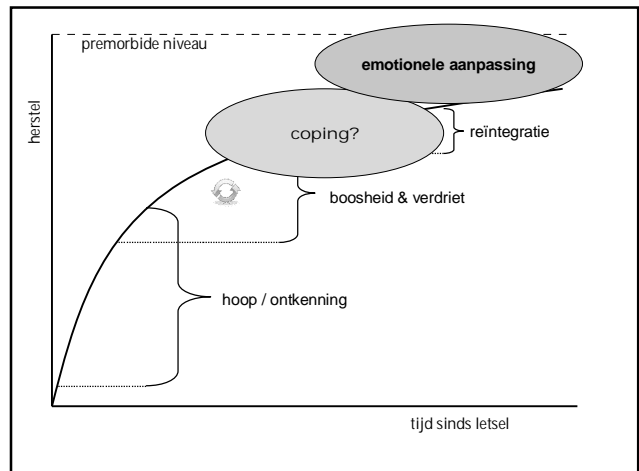 premorbide niveau
emotionele aanpassing
herstel
coping?
reïntegratie
boosheid & verdriet
hoop / ontkenning
tijd sinds letsel